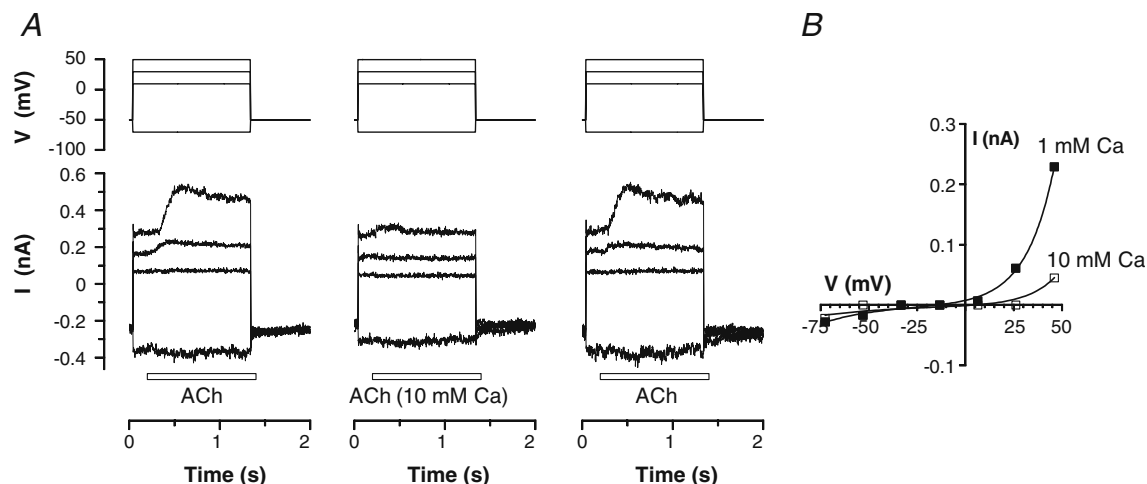 A
B
V (mV)
50
0
-50
-100
I (nA)
0.6
0.4
0.2
0
-0.2
-0.4
ACh
ACh (10 mM Ca)
ACh
0 1 2
0 1 2
0 1 2
Time (s)
Time (s)
Time (s)
0.3
I (nA)
1 mM Ca
0.2
0.1
10 mM Ca
V (mV)
-75 -25 25 50
-0.1